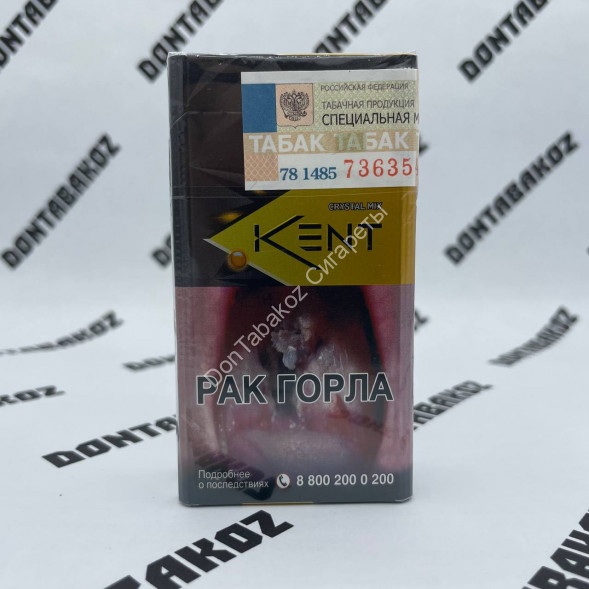 DONTABAKOZ
DONTABAKOZ
РОССИЙСКАЯ ФЕДЕРАЦИЯ
ТАБАЧНАЯ ПРОДУКЦИЯ
СПЕЦИАЛЬНАЯ М
ТАБАК ТАБАК
78 1485 73635
CRYSTAL MIX
KENT
DonTabakoz Сигареты
РАК ГОРЛА
Подробнее
о последствиях
8 800 200 0 200
DONTABAKOZ
DONTABAKOZ
DONTABAKOZ